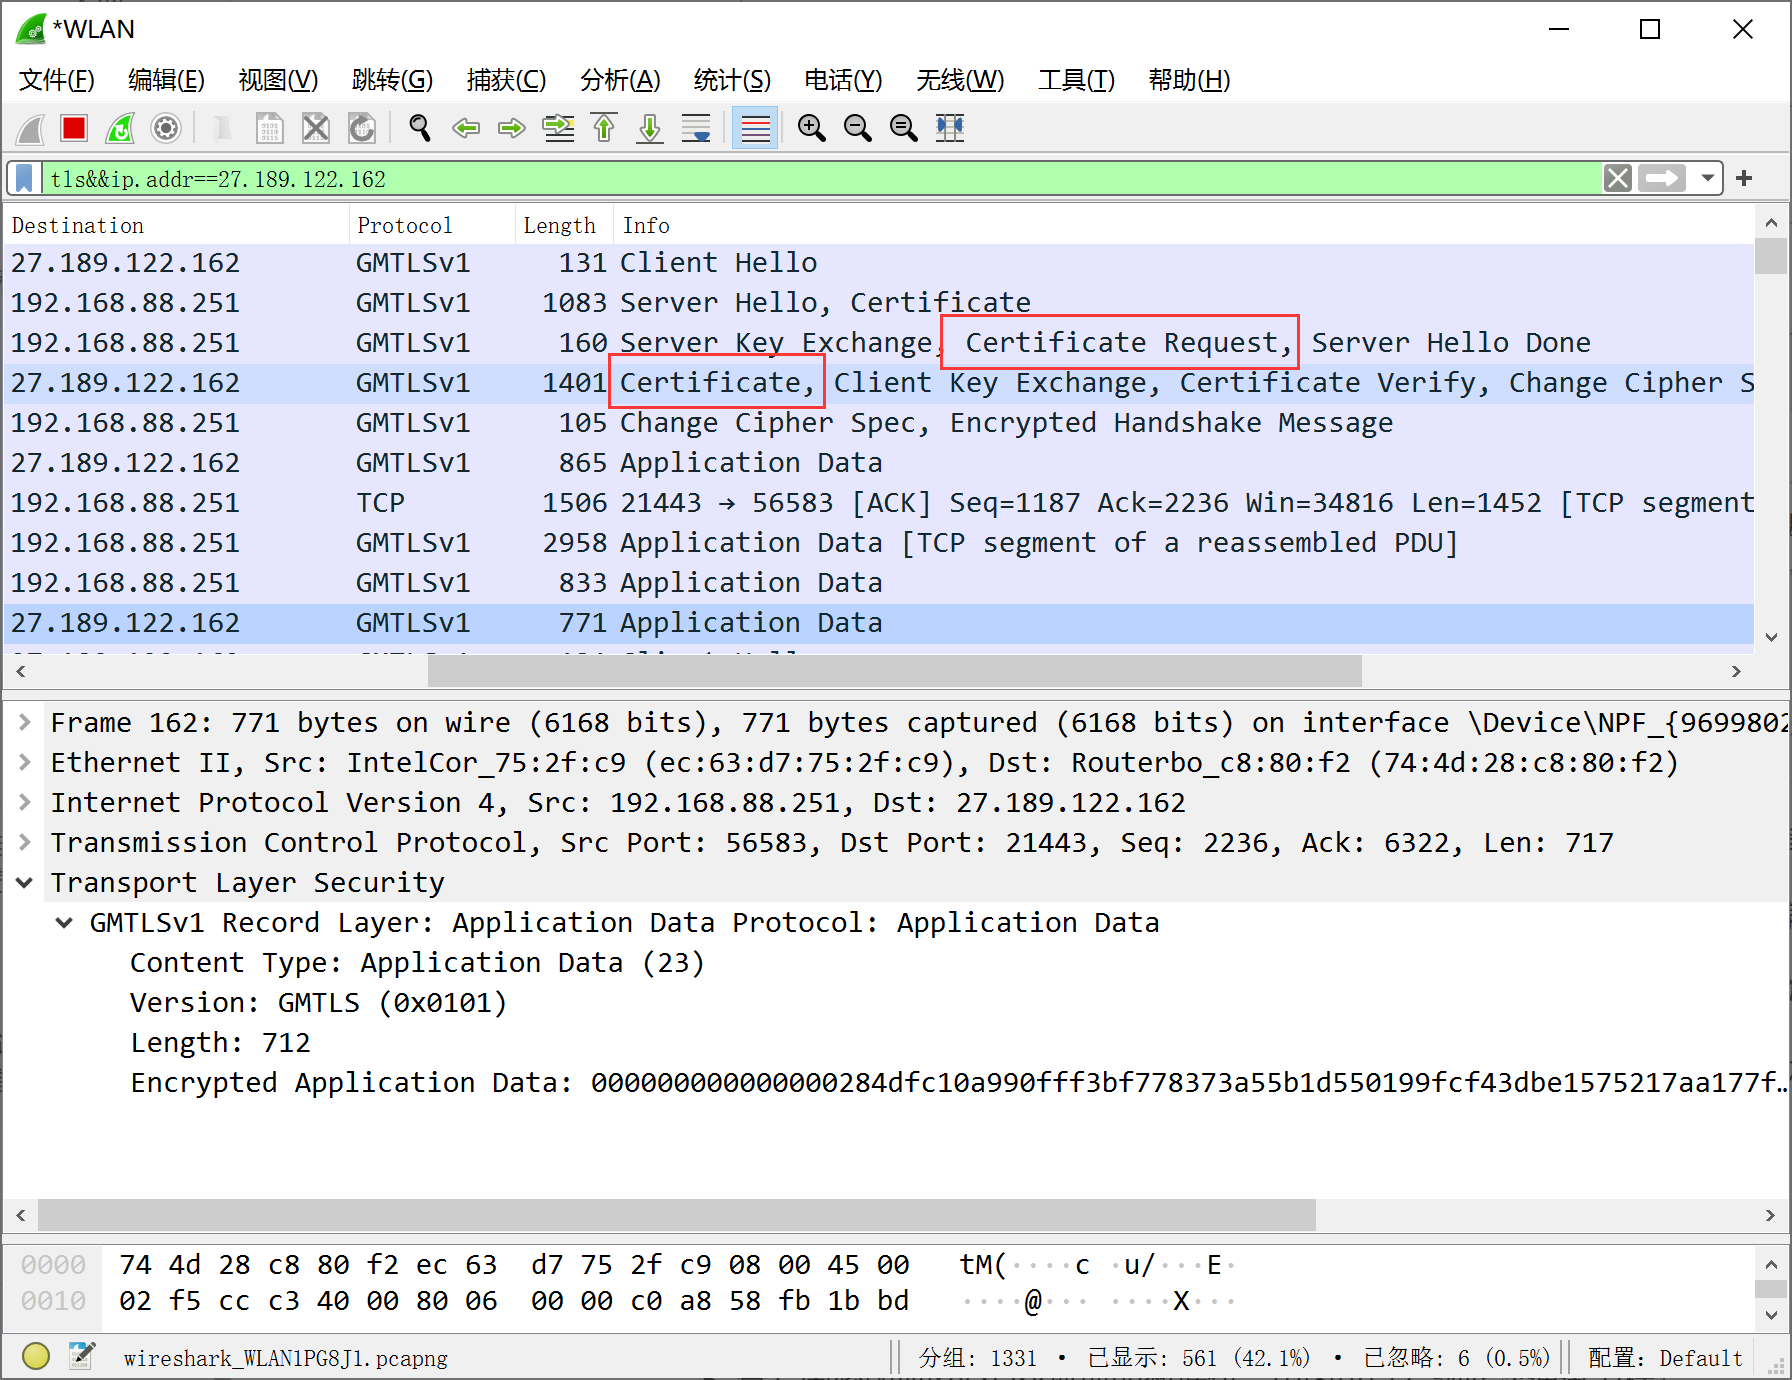 *WLAN
文件(F) 编辑(E) 视图(V) 跳转(G) 捕获(C) 分析(A) 统计(S) 电话(Y) 无线(W) 工具(T) 帮助(H)
tls&&ip.addr==27.189.122.162
Destination Protocol Length Info
27.189.122.162 GMTLSv1 131 Client Hello
192.168.88.251 GMTLSv1 1083 Server Hello, Certificate
192.168.88.251 GMTLSv1 160 Server Key Exchange, Certificate Request, Server Hello Done
27.189.122.162 GMTLSv1 1401 Certificate, Client Key Exchange, Certificate Verify, Change Cipher S
192.168.88.251 GMTLSv1 105 Change Cipher Spec, Encrypted Handshake Message
27.189.122.162 GMTLSv1 865 Application Data
192.168.88.251 TCP 1506 21443 → 56583 [ACK] Seq=1187 Ack=2236 Win=34816 Len=1452 [TCP segment
192.168.88.251 GMTLSv1 2958 Application Data [TCP segment of a reassembled PDU]
192.168.88.251 GMTLSv1 833 Application Data
27.189.122.162 GMTLSv1 771 Application Data
Frame 162: 771 bytes on wire (6168 bits), 771 bytes captured (6168 bits) on interface \Device\NPF_{9699802
Ethernet II, Src: IntelCor_75:2f:c9 (ec:63:d7:75:2f:c9), Dst: Routerbo_c8:80:f2 (74:4d:28:c8:80:f2)
Internet Protocol Version 4, Src: 192.168.88.251, Dst: 27.189.122.162
Transmission Control Protocol, Src Port: 56583, Dst Port: 21443, Seq: 2236, Ack: 6322, Len: 717
Transport Layer Security
GMTLSv1 Record Layer: Application Data Protocol: Application Data
Content Type: Application Data (23)
Version: GMTLS (0x0101)
Length: 712
Encrypted Application Data: 000000000000000284dfc10a990fff3bf778373a55b1d550199fcf43dbe1575217aa177f…
0000 74 4d 28 c8 80 f2 ec 63 d7 75 2f c9 08 00 45 00 tM(····c ·u/···E·
0010 02 f5 cc c3 40 00 80 06 00 00 c0 a8 58 fb 1b bd ····@··· ····X···
wireshark_WLAN1PG8J1.pcapng 分组: 1331 · 已显示: 561 (42.1%) · 已忽略: 6 (0.5%) 配置: Default